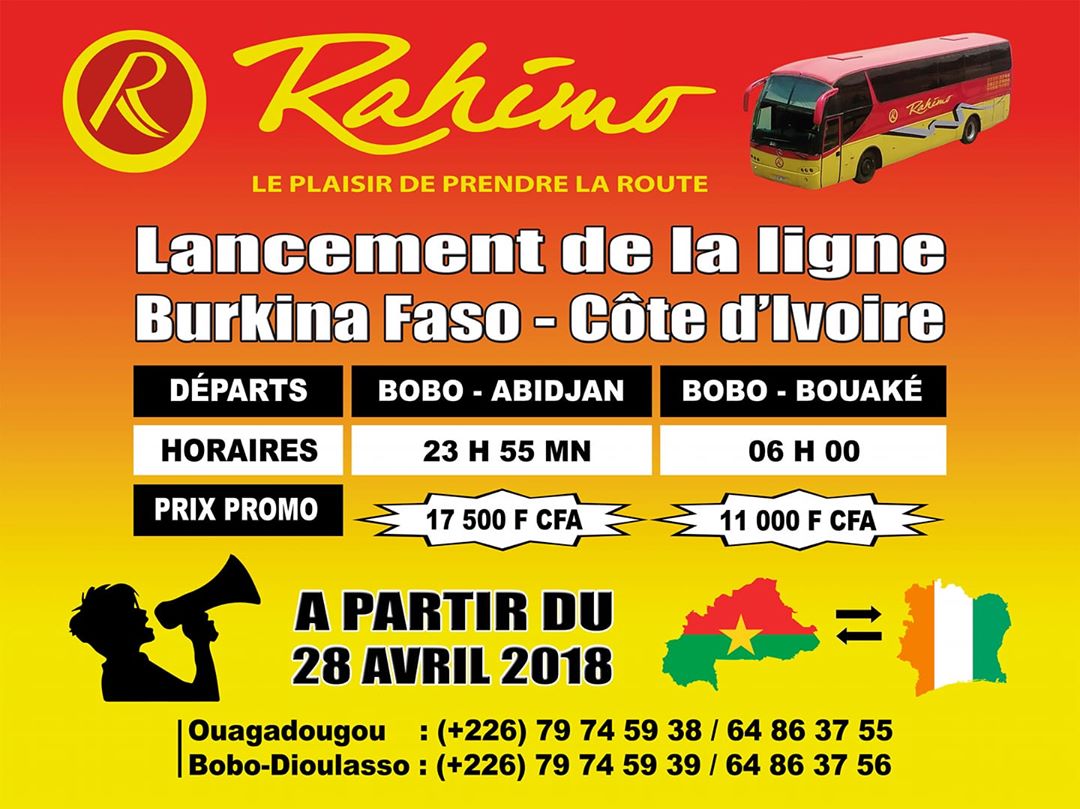 R Rahimo
Rahimo
LE PLAISIR DE PRENDRE LA ROUTE
Lancement de la ligne
Burkina Faso - Côte d'Ivoire
DÉPARTS BOBO - ABIDJAN BOBO - BOUAKÉ
HORAIRES 23 H 55 MN 06 H 00
PRIX PROMO 17 500 F CFA 11 000 F CFA
A PARTIR DU
28 AVRIL 2018
Ouagadougou : (+226) 79 74 59 38 / 64 86 37 55
Bobo-Dioulasso : (+226) 79 74 59 39 / 64 86 37 56